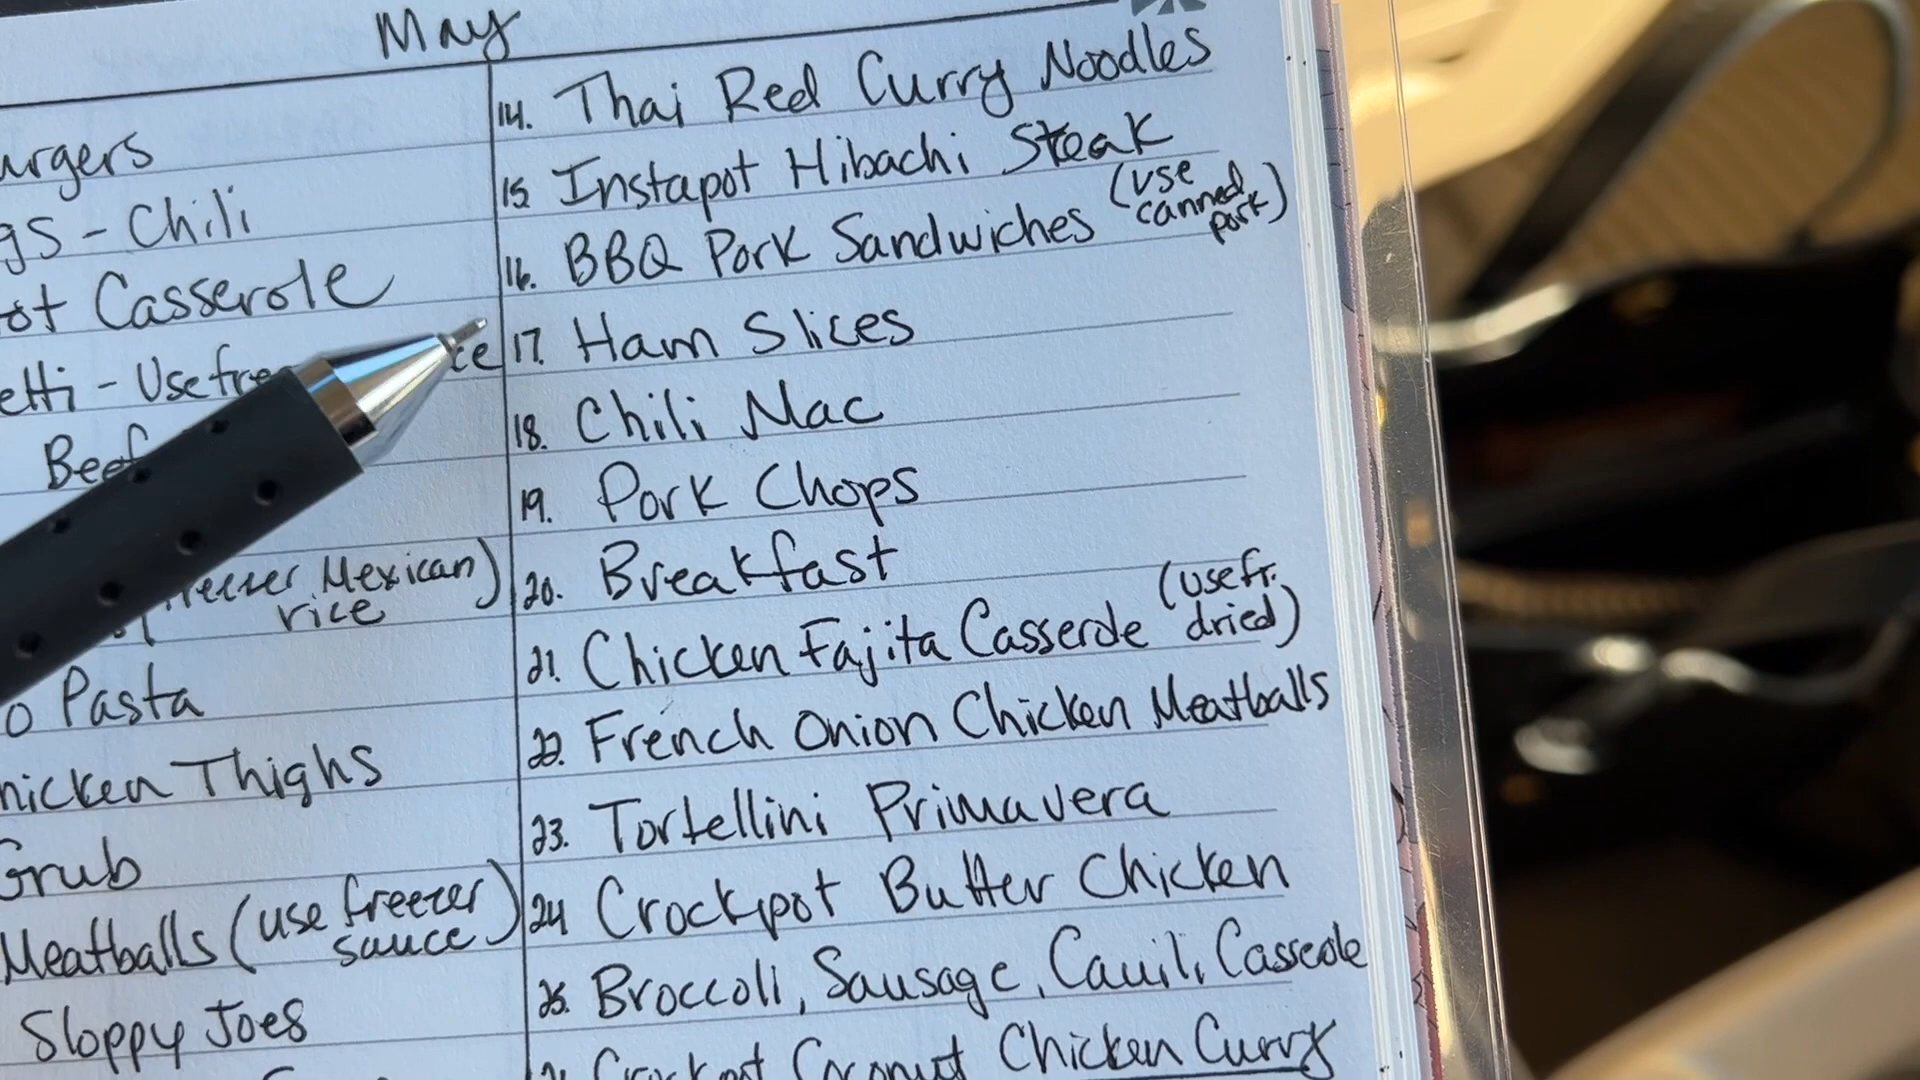 May
urgers
gs - Chili
ot Casserole
etti - Use fre ce
Beef
freezer Mexican)
rice
o Pasta
hicken Thighs
Grub
Meatballs (use freezer)
sauce
Sloppy Joes
14. Thai Red Curry Noodles
15 Instapot Hibachi Steak
16. BBQ Pork Sandwiches (use
canned
pork)
17. Ham Slices
18. Chili Mac
19. Pork Chops
20. Breakfast
21. Chicken Fajita Casserole (use fr.
dried)
22. French Onion Chicken Meatballs
23. Tortellini Primavera
24 Crockpot Butter Chicken
25. Broccoli, Sausage, Cauili, Casseole
Crockpot Coconut Chicken Curry